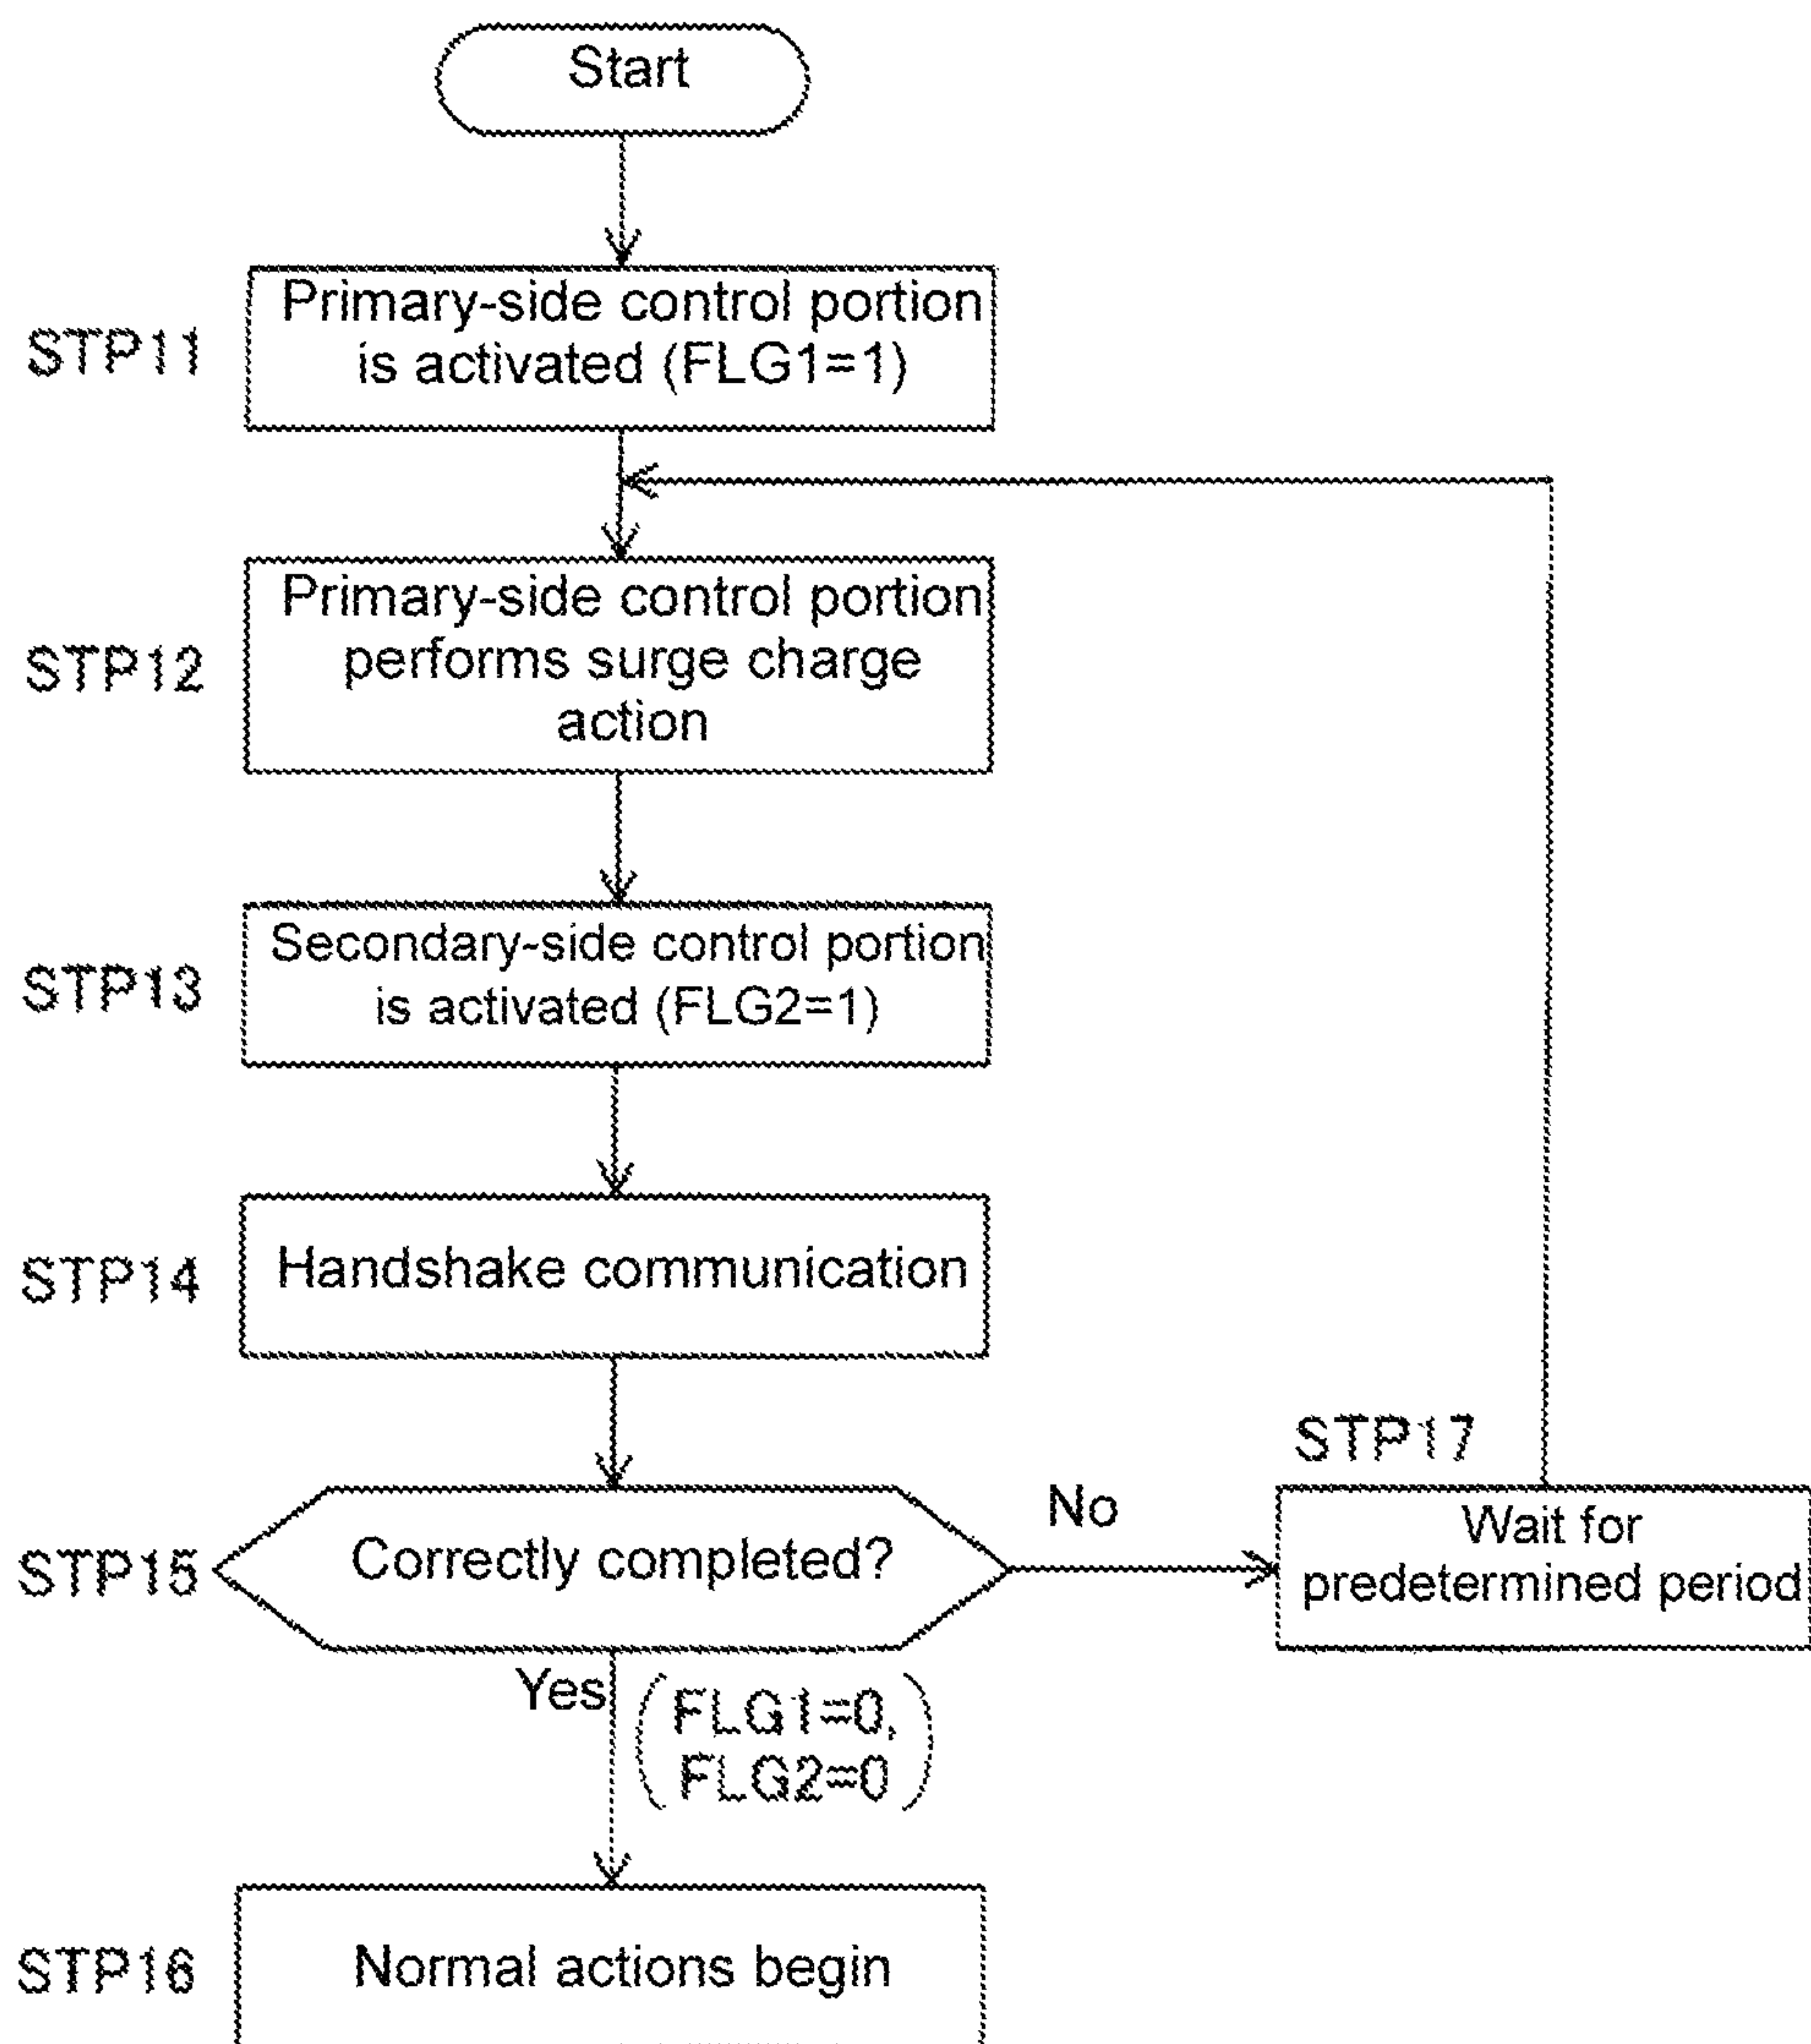 Start
STP11
Primary-side control portion
is activated (FLG1=1)
STP12
Primary-side control portion
performs surge charge
action
STP13
Secondary-side control portion
is activated (FLG2=1)
STP14
Handshake communication
STP15
Correctly completed?
No
STP17
Wait for
predetermined period
Yes
(FLG1=0,
FLG2=0)
STP16
Normal actions begin